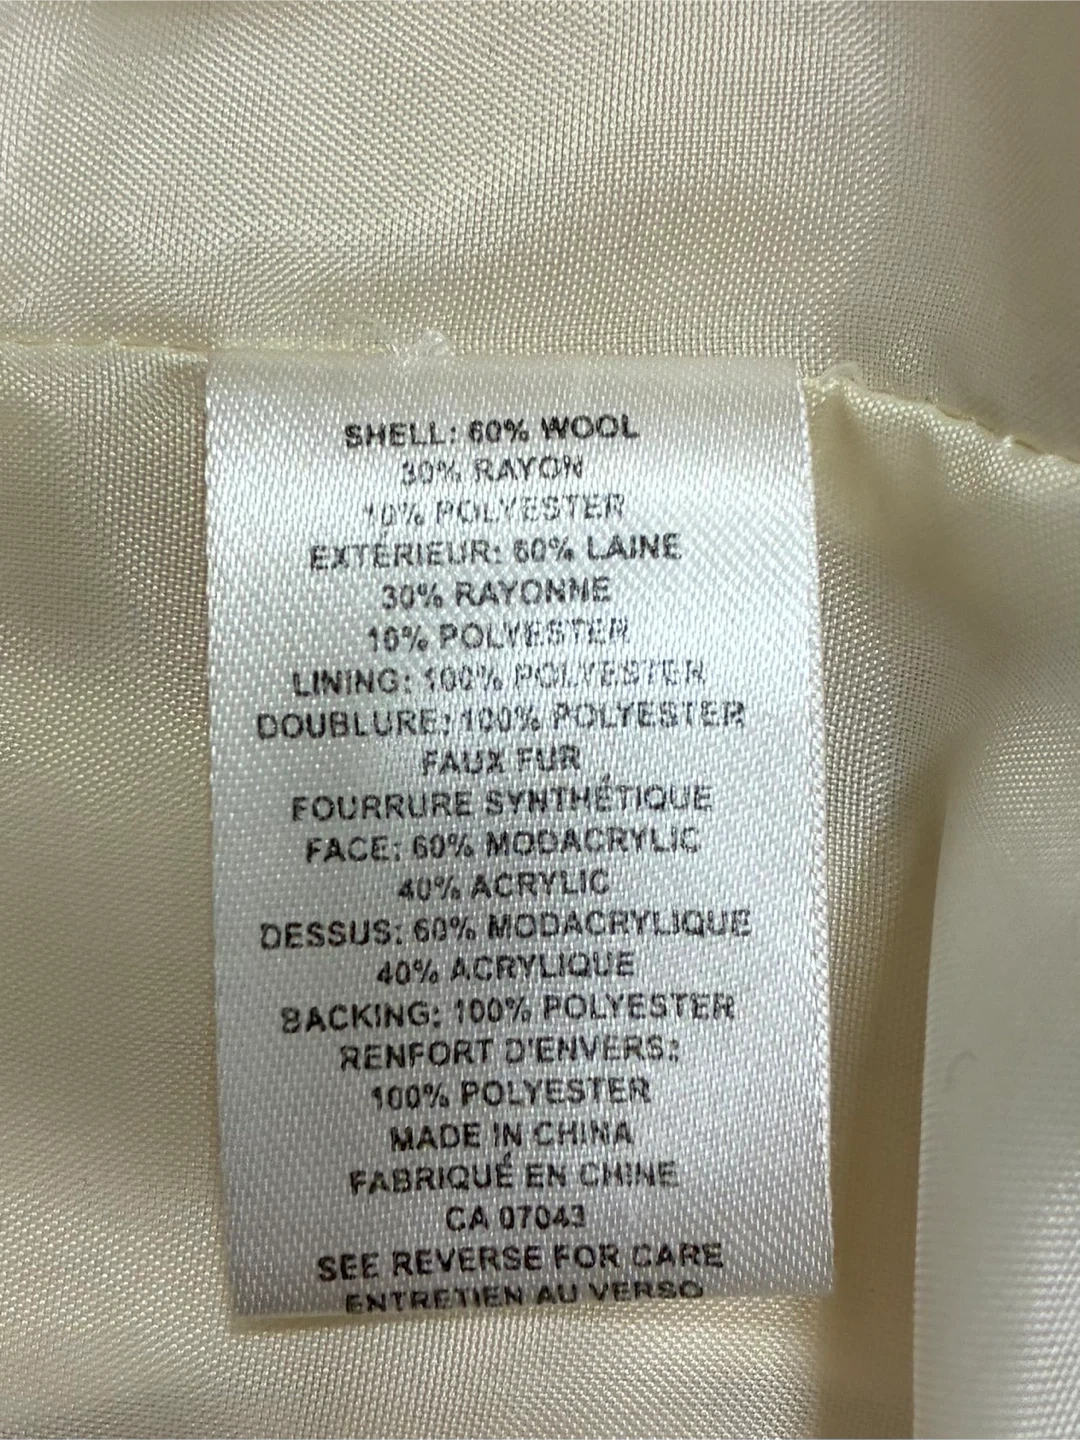 SHELL: 60% WOOL
30% RAYON
10% POLYESTER
EXTÉRIEUR: 60% LAINE
30% RAYONNE
10% POLYESTER
LINING: 100% POLYESTER
DOUBLURE: 100% POLYESTER
FAUX FUR
FOURRURE SYNTHÉTIQUE
FACE: 60% MODACRYLIC
40% ACRYLIC
DESSUS: 60% MODACRYLIQUE
40% ACRYLIQUE
BACKING: 100% POLYESTER
RENFORT D'ENVERS:
100% POLYESTER
MADE IN CHINA
FABRIQUÉ EN CHINE
CA 07043
SEE REVERSE FOR CARE
ENTRETIEN AU VERSO